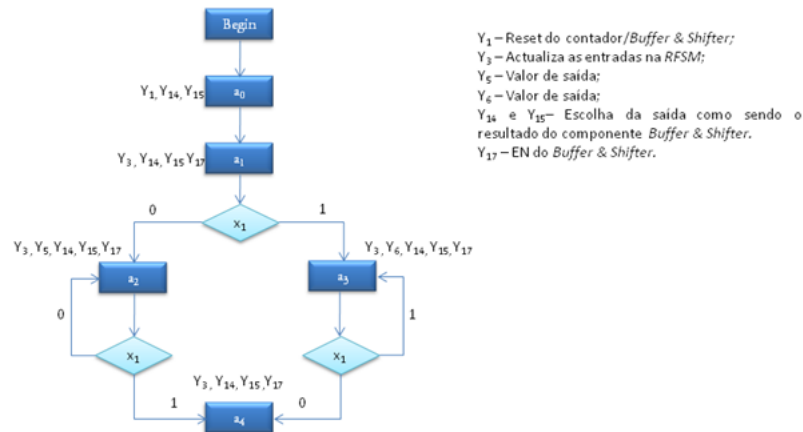 Begin
Y1 – Reset do contador/Buffer & Shifter;
Y3 – Actualiza as entradas na RFSM;
Y5 – Valor de saída;
Y6 – Valor de saída;
Y14 e Y15 – Escolha da saída como sendo o
resultado do componente Buffer & Shifter.
Y17 – EN do Buffer & Shifter.
Y1, Y14, Y15
a0
Y3, Y14, Y15 Y17
a1
0
x1
1
Y3, Y5, Y14, Y15, Y17
a2
Y3, Y6, Y14, Y15, Y17
a3
0
x1
x1
1
Y3, Y14, Y15, Y17
1
a4
0